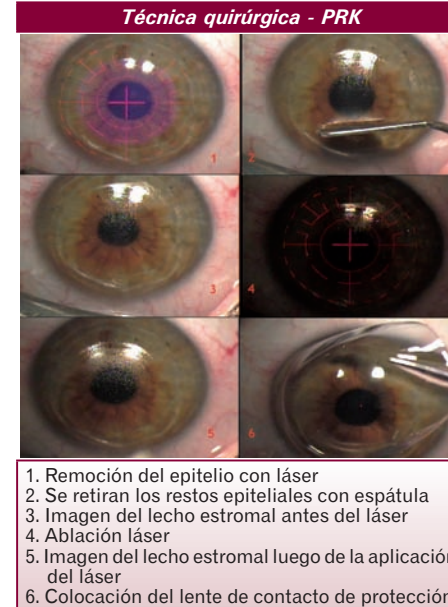 Técnica quirúrgica - PRK
1
2
3
4
5
6
1. Remoción del epitelio con láser
2. Se retiran los restos epiteliales con espátula
3. Imagen del lecho estromal antes del láser
4. Ablación láser
5. Imagen del lecho estromal luego de la aplicación
del láser
6. Colocación del lente de contacto de protección